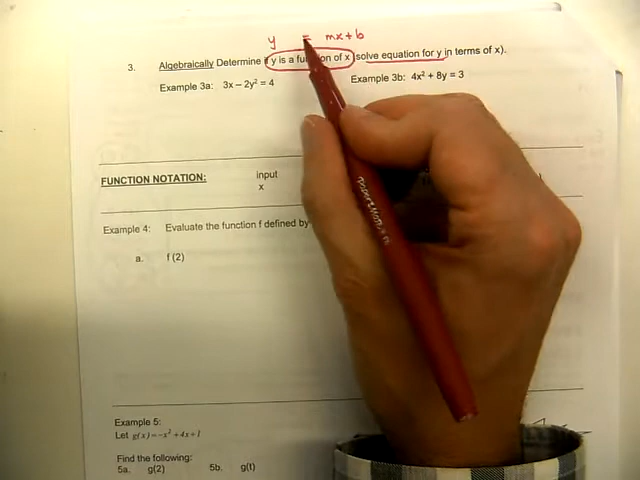 y = mx+b
3. Algebraically Determine if y is a function of x (solve equation for y in terms of x).
Example 3a: 3x – 2y² = 4 Example 3b: 4x² + 8y = 3
FUNCTION NOTATION: input
x
Example 4: Evaluate the function f defined by
a. f (2)
Example 5:
Let g(x) = -x² + 4x + 1
Find the following:
5a. g(2) 5b. g(t)